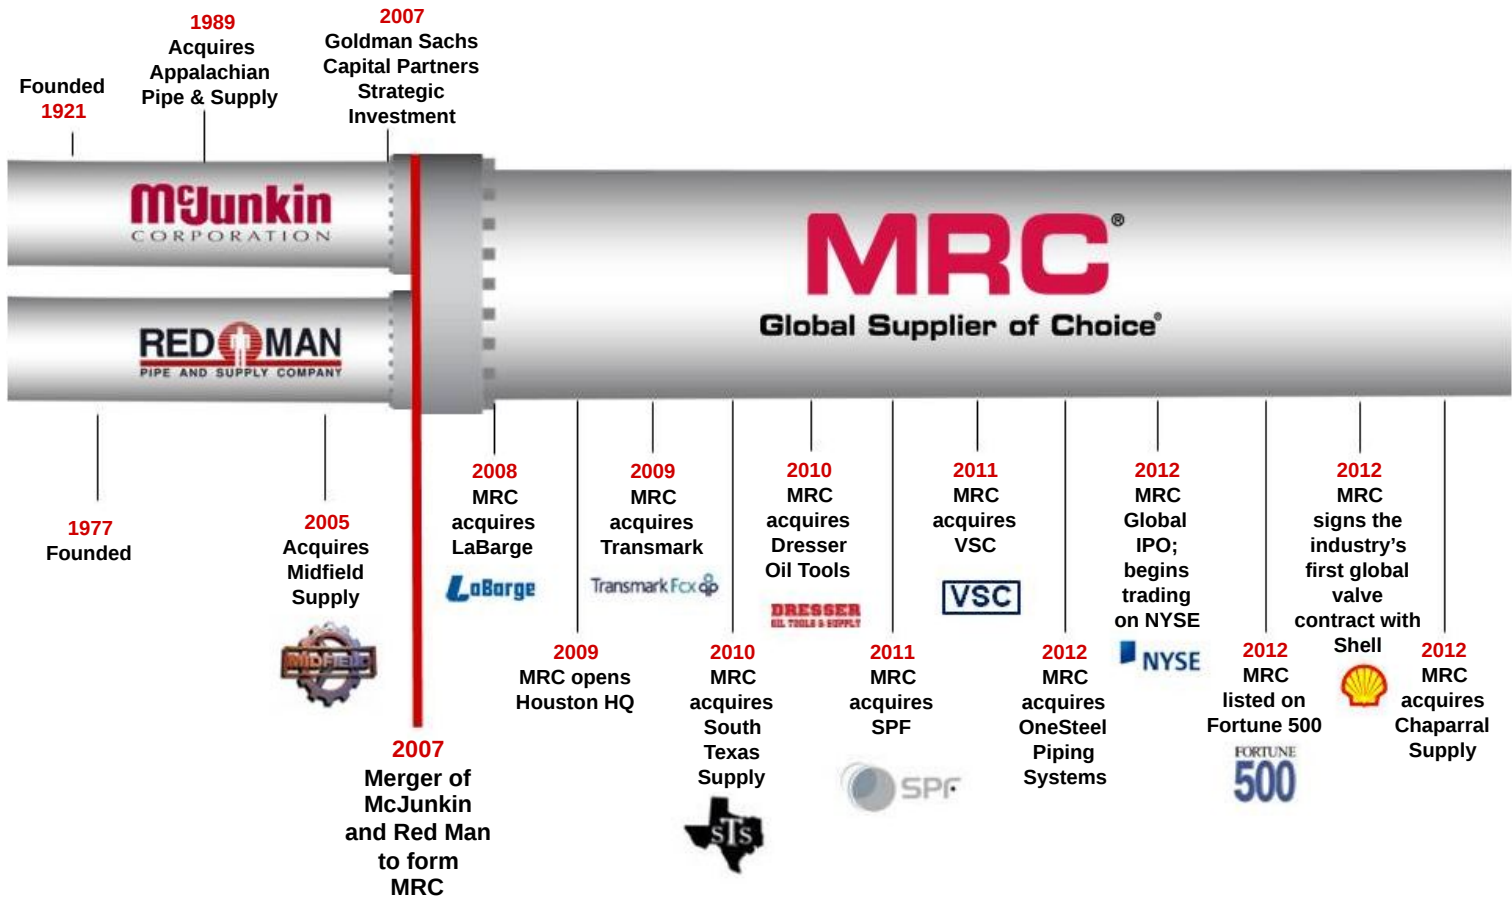 Founded
1921
1989
Acquires
Appalachian
Pipe & Supply
2007
Goldman Sachs
Capital Partners
Strategic
Investment
McJunkin
CORPORATION
RED MAN
PIPE AND SUPPLY COMPANY
MRC®
Global Supplier of Choice®
1977
Founded
2005
Acquires
Midfield
Supply
MIDFIELD
2007
Merger of
McJunkin
and Red Man
to form
MRC
2008
MRC
acquires
LaBarge
LaBarge
2009
MRC opens
Houston HQ
2009
MRC
acquires
Transmark
Transmark Fcx
2010
MRC
acquires
South
Texas
Supply
STS
2010
MRC
acquires
Dresser
Oil Tools
DRESSER
OIL TOOLS & SUPPLY
2011
MRC
acquires
SPF
SPF
2011
MRC
acquires
VSC
VSC
2012
MRC
acquires
OneSteel
Piping
Systems
2012
MRC
Global
IPO;
begins
trading
on NYSE
NYSE
2012
MRC
listed on
Fortune 500
FORTUNE
500
2012
MRC
signs the
industry’s
first global
valve
contract with
Shell
2012
MRC
acquires
Chaparral
Supply